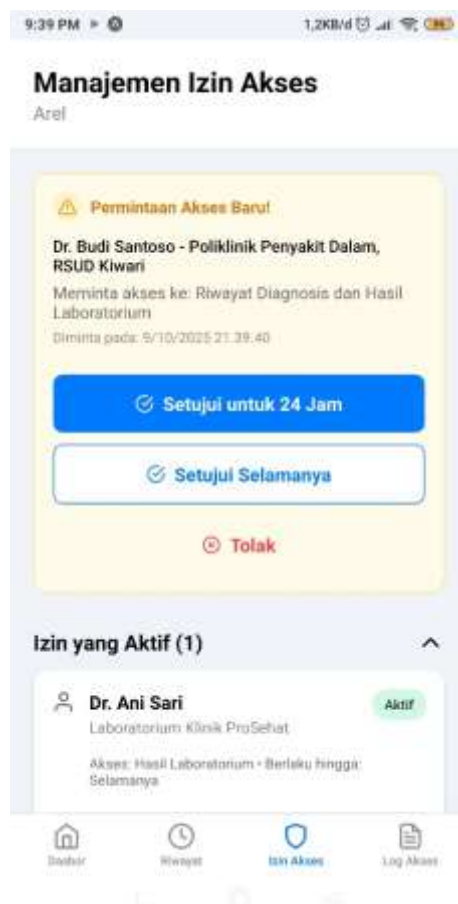 9:39 PM
1,2KB/d
Manajemen Izin Akses
Arel
Permintaan Akses Baru!
Dr. Budi Santoso - Poliklinik Penyakit Dalam,
RSUD Kiwari
Meminta akses ke: Riwayat Diagnosis dan Hasil
Laboratorium
Diminta pada: 9/10/2025 21.39.40
Setujui untuk 24 Jam
Setujui Selamanya
Tolak
Izin yang Aktif (1)
Dr. Ani Sari
Aktif
Laboratorium Klinik ProSehat
Akses: Hasil Laboratorium • Berlaku hingga:
Selamanya
Riwayat
Izin Akses
Log Akses